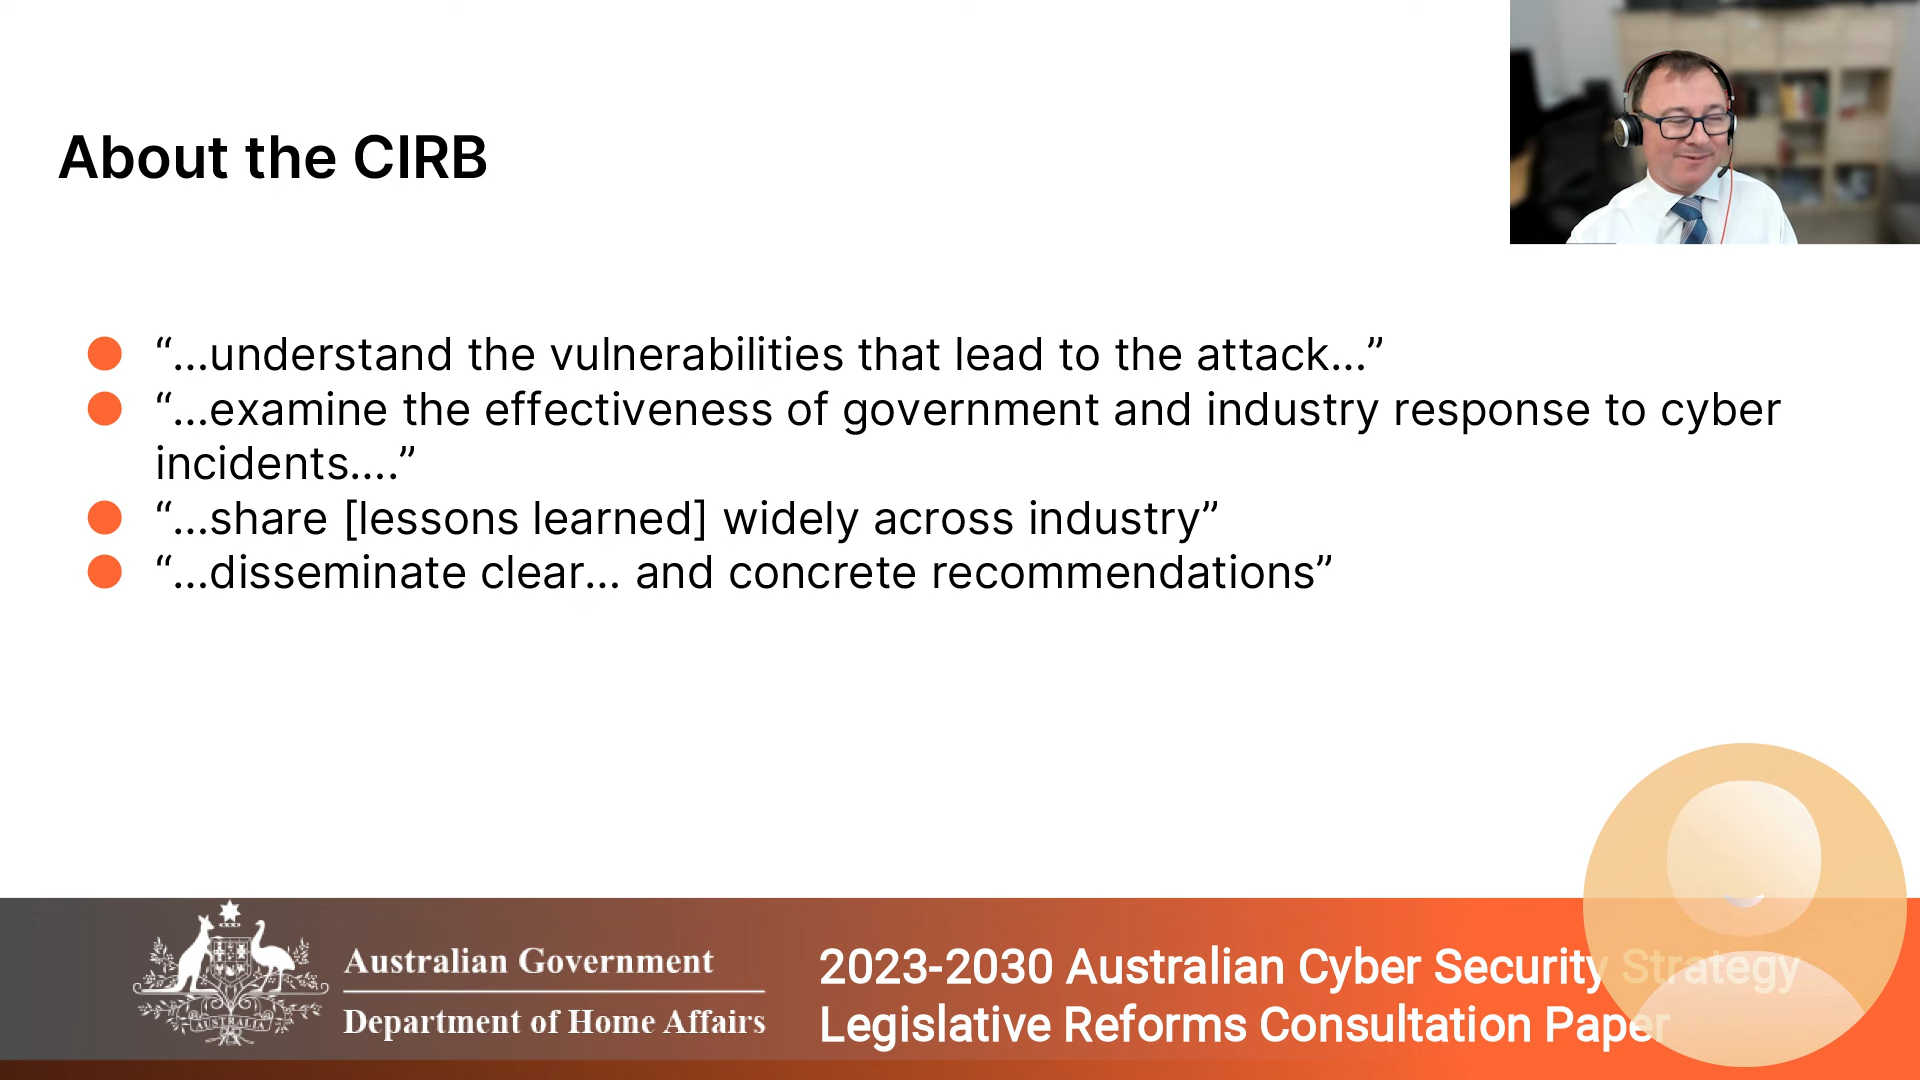 About the CIRB
“...understand the vulnerabilities that lead to the attack...”
“...examine the effectiveness of government and industry response to cyber
incidents....”
“...share [lessons learned] widely across industry”
“...disseminate clear... and concrete recommendations”
AUSTRALIA
Australian Government
Department of Home Affairs
2023-2030 Australian Cyber Security Strategy
Legislative Reforms Consultation Paper